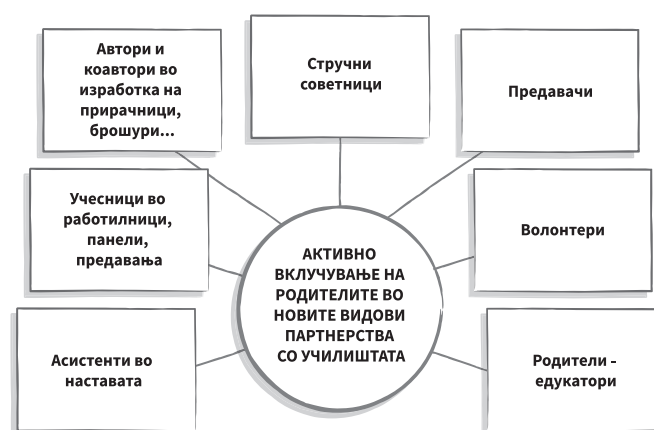 Автори и
коавтори во
изработка на
прирачници,
брошури...
Стручни
советници
Предавачи
Учесници во
работилници,
панели,
предавања
АКТИВНО
ВКЛУЧУВАЊЕ НА
РОДИТЕЛИТЕ ВО
НОВИТЕ ВИДОВИ
ПАРТНЕРСТВА
СО УЧИЛИШТАТА
Волонтери
Асистенти во
наставата
Родители -
едукатори